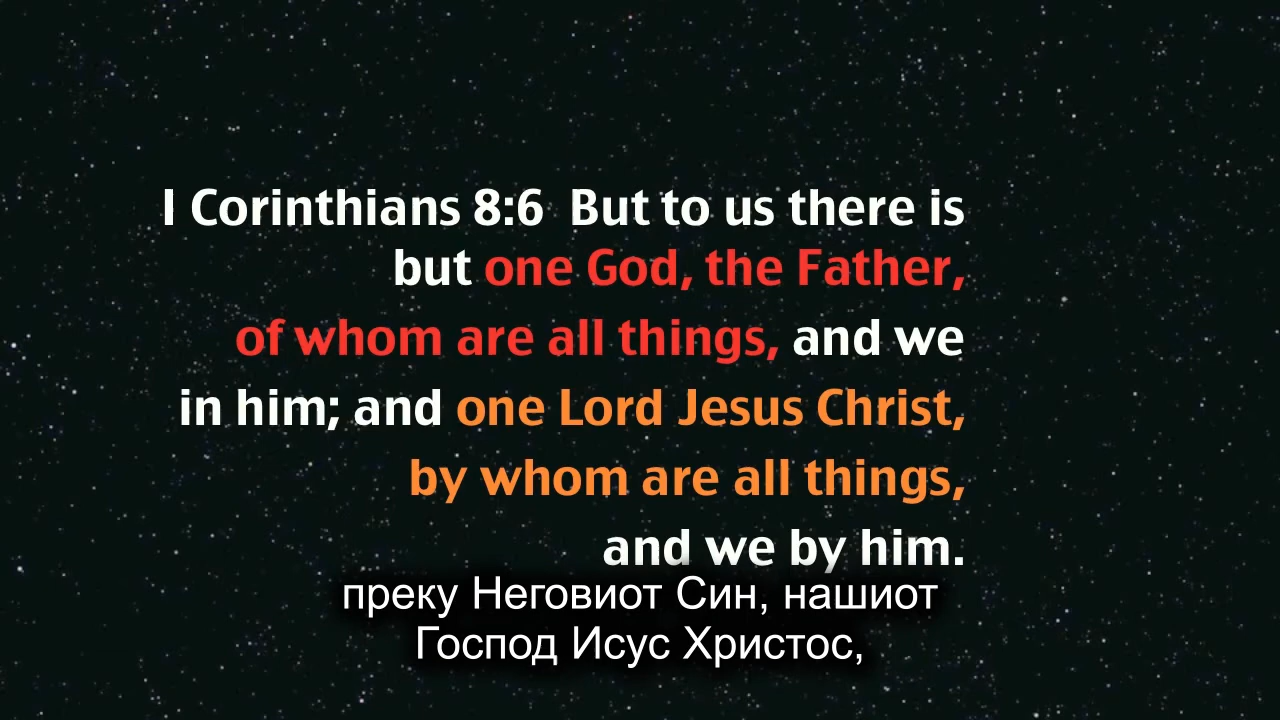 I Corinthians 8:6  But to us there is
but one God, the Father,
of whom are all things, and we
in him; and one Lord Jesus Christ,
by whom are all things,
and we by him.
преку Неговиот Син, нашиот
Господ Исус Христос,